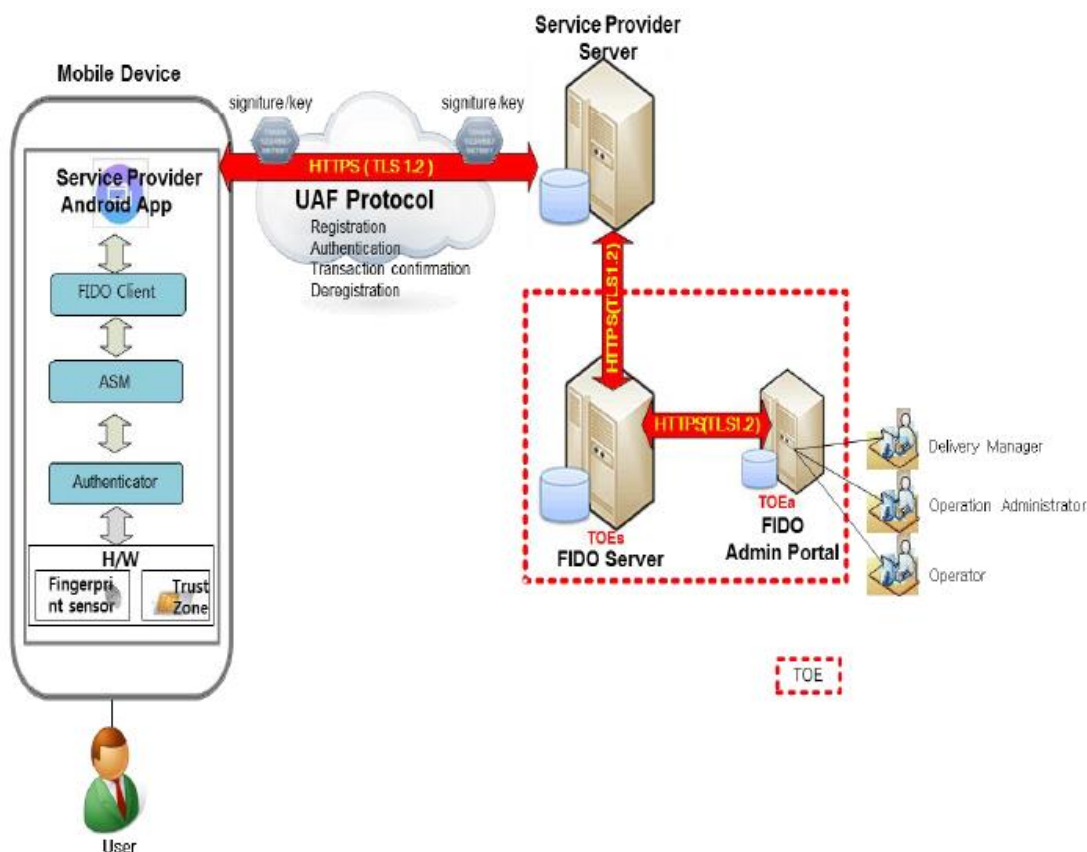 Service Provider
Server
Mobile Device
signiture/key
signiture/key
HTTPS ( TLS 1.2 )
UAF Protocol
Registration
Authentication
Transaction confirmation
Deregistration
Service Provider
Android App
FIDO Client
ASM
Authenticator
H/W
Fingerpri
nt sensor
Trust
Zone
HTTPS(TLS1.2)
HTTPS(TLS1.2)
TOEs
FIDO Server
TOEa
FIDO
Admin Portal
Delivery Manager
Operation Administrator
Operator
TOE
User